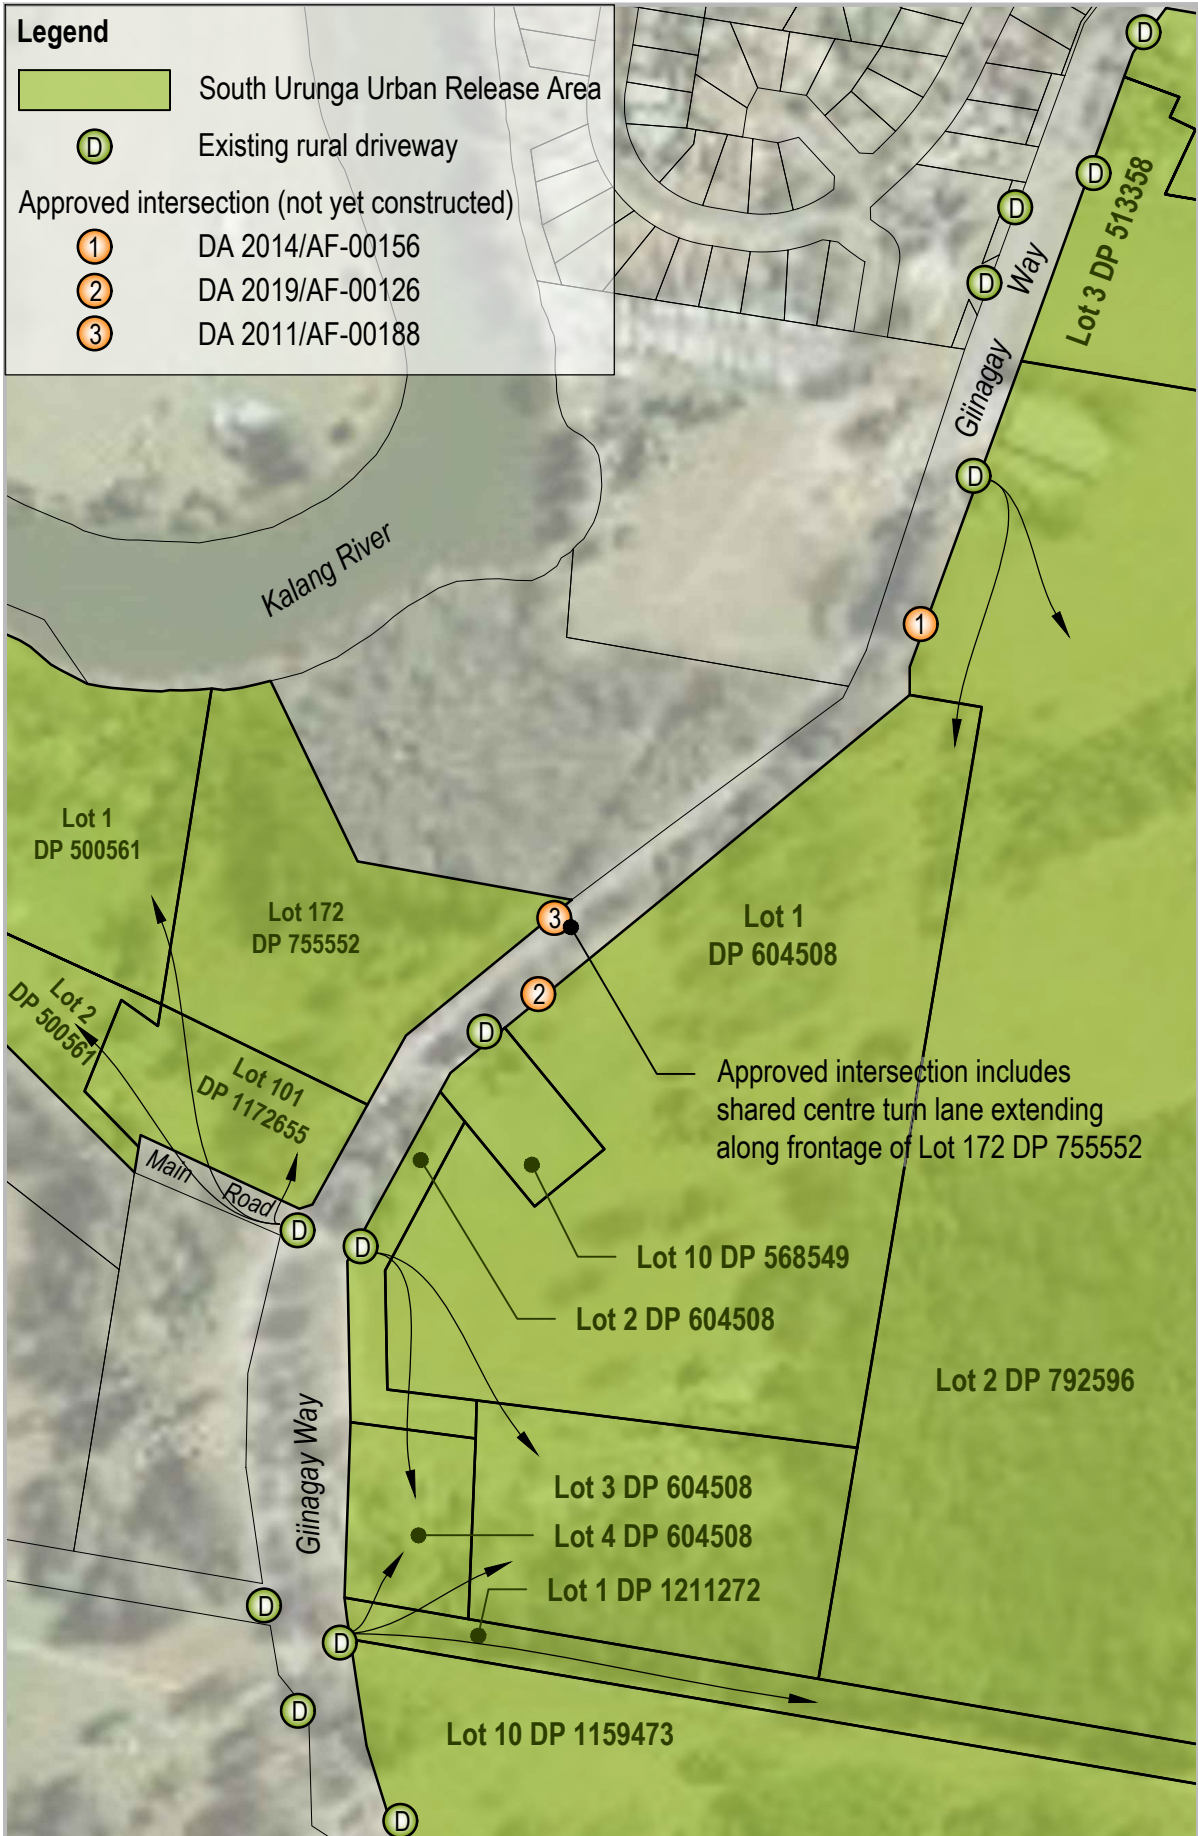 Legend
South Urunga Urban Release Area
D Existing rural driveway
Approved intersection (not yet constructed)
1 DA 2014/AF-00156
2 DA 2019/AF-00126
3 DA 2011/AF-00188
D
D
D
D
Lot 3 DP 513358
Giinagay Way
D
Kalang River
1
Lot 1
DP 500561
Lot 172
DP 755552
3
Lot 1
DP 604508
2
D
Lot 2
DP 500561
Lot 101
DP 1172655
Approved intersection includes
shared centre turn lane extending
along frontage of Lot 172 DP 755552
Main Road
D
D
Lot 10 DP 568549
Lot 2 DP 604508
Lot 2 DP 792596
Giinagay Way
Lot 3 DP 604508
Lot 4 DP 604508
Lot 1 DP 1211272
D
D
D
Lot 10 DP 1159473
D